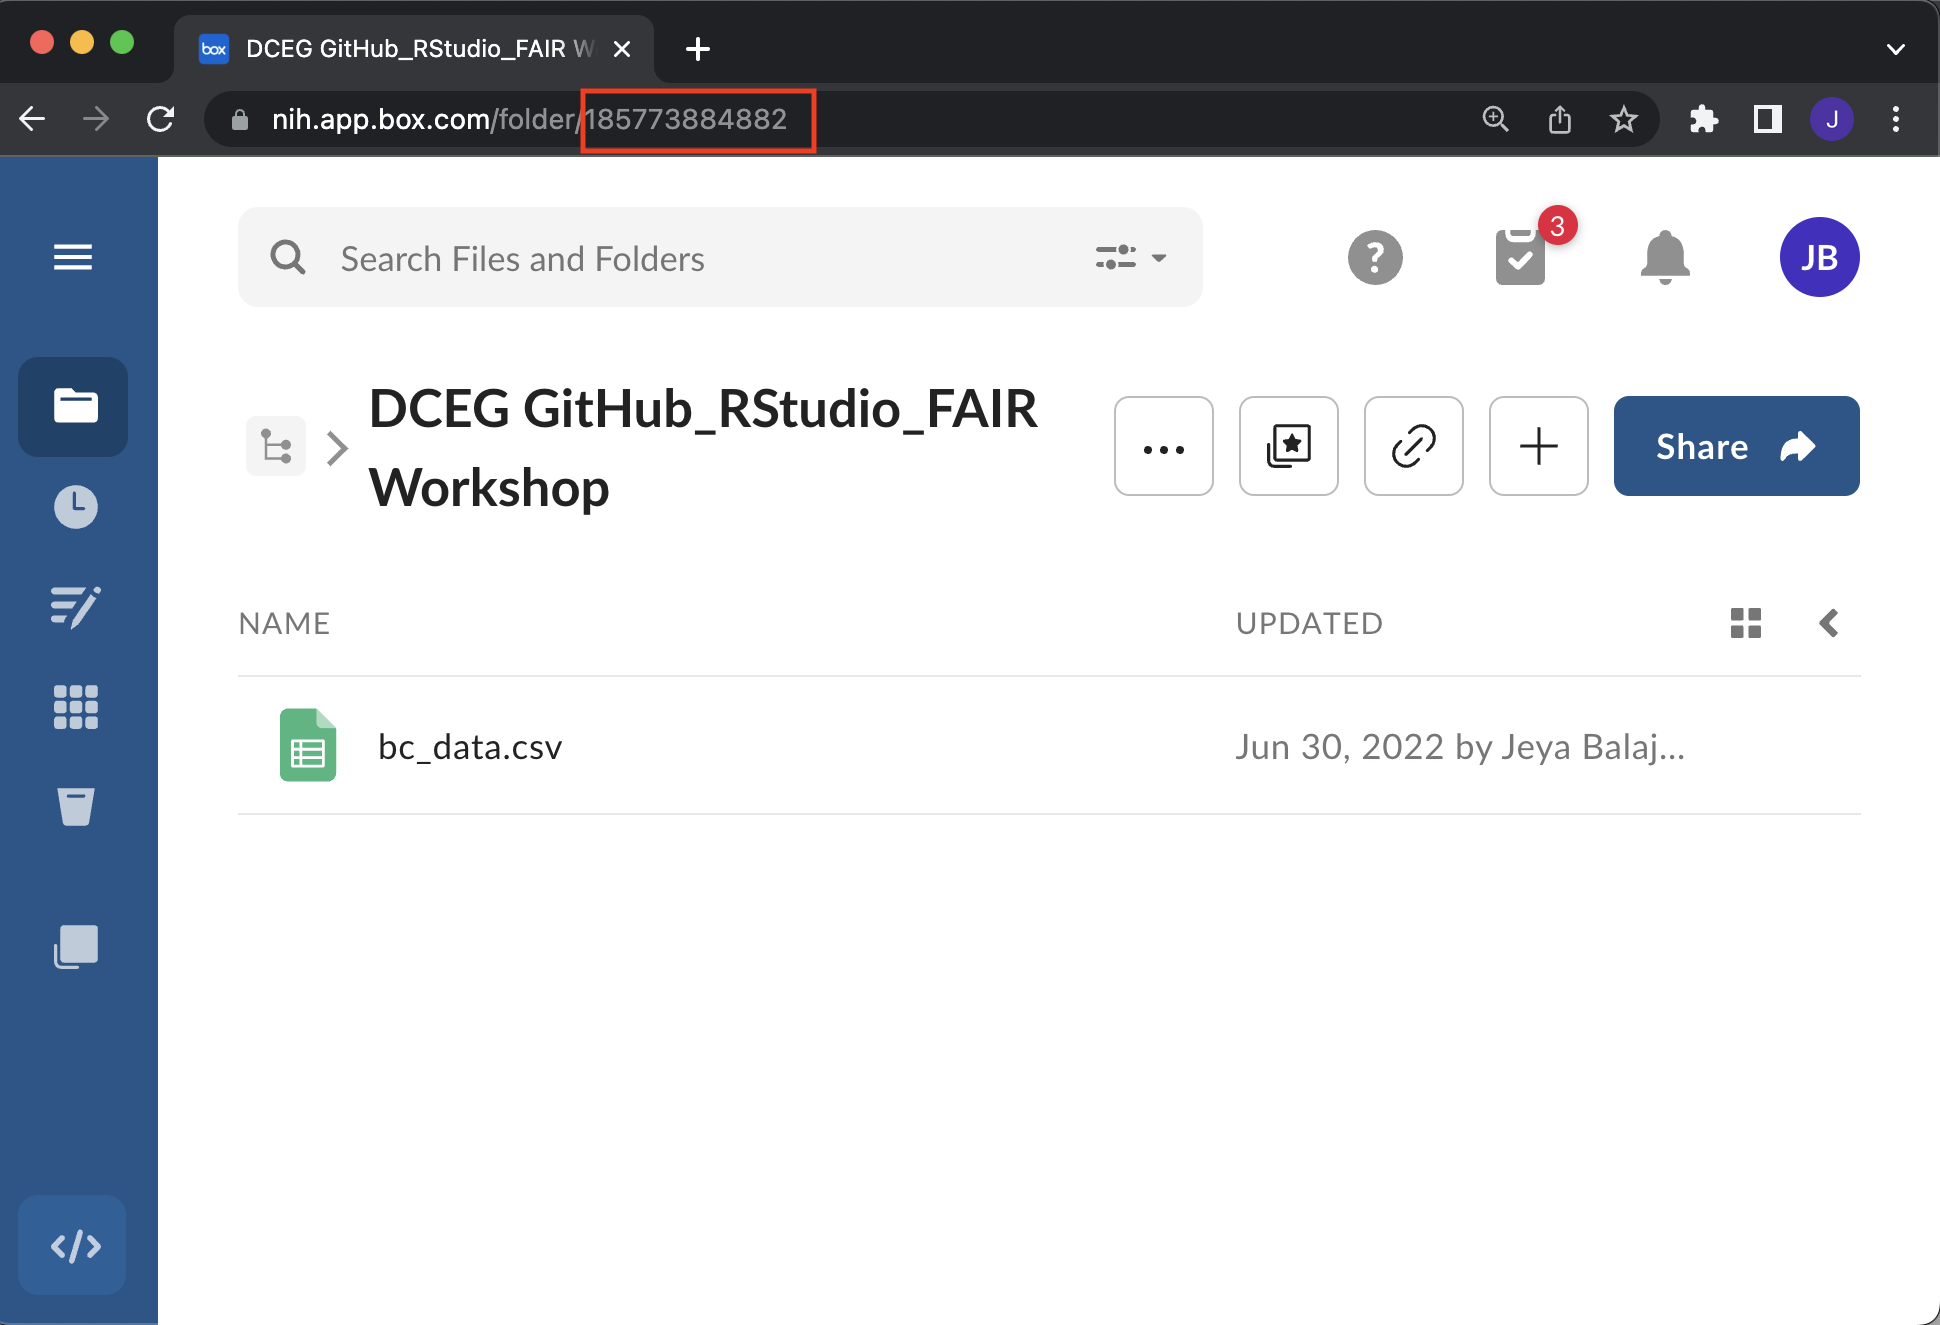 box DCEG GitHub_RStudio_FAIR W
nih.app.box.com/folder/185773884882
J
Search Files and Folders
?
3
JB
DCEG GitHub_RStudio_FAIR
Workshop
Share
NAME UPDATED
bc_data.csv Jun 30, 2022 by Jeya Balaj...